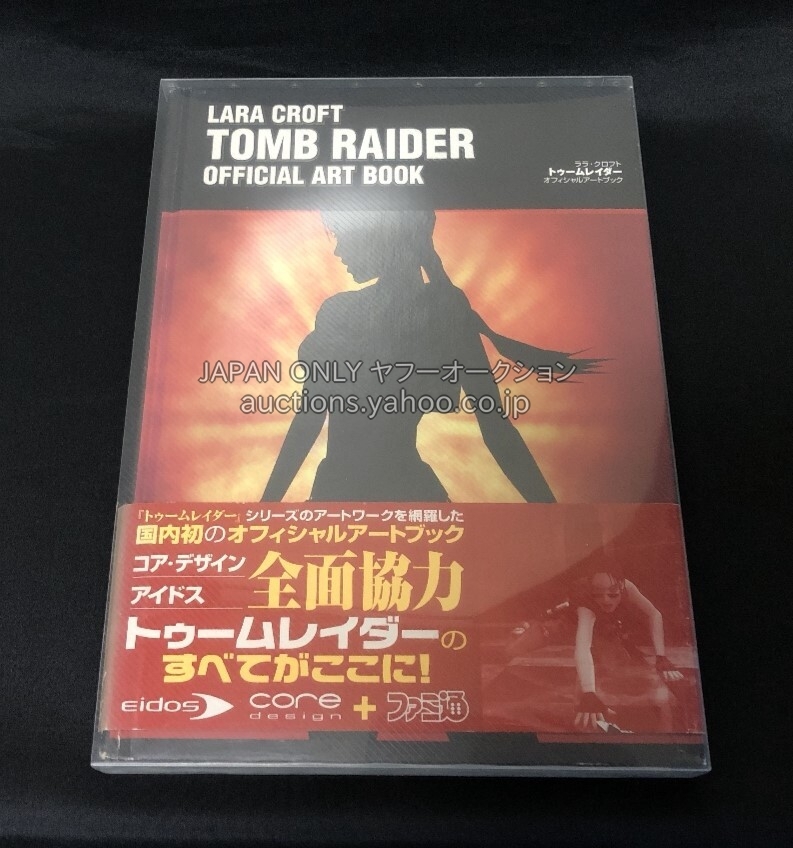 LARA CROFT
TOMB RAIDER
OFFICIAL ART BOOK
ララ・クロフト
トゥームレイダー
オフィシャルアートブック
JAPAN ONLY ヤフーオークション
auctions.yahoo.co.jp
『トゥームレイダー』シリーズのアートワークを網羅した
国内初のオフィシャルアートブック
コア・デザイン
アイドス
全面協力
トゥームレイダーの
すべてがここに!
eidos core design + ファミ通